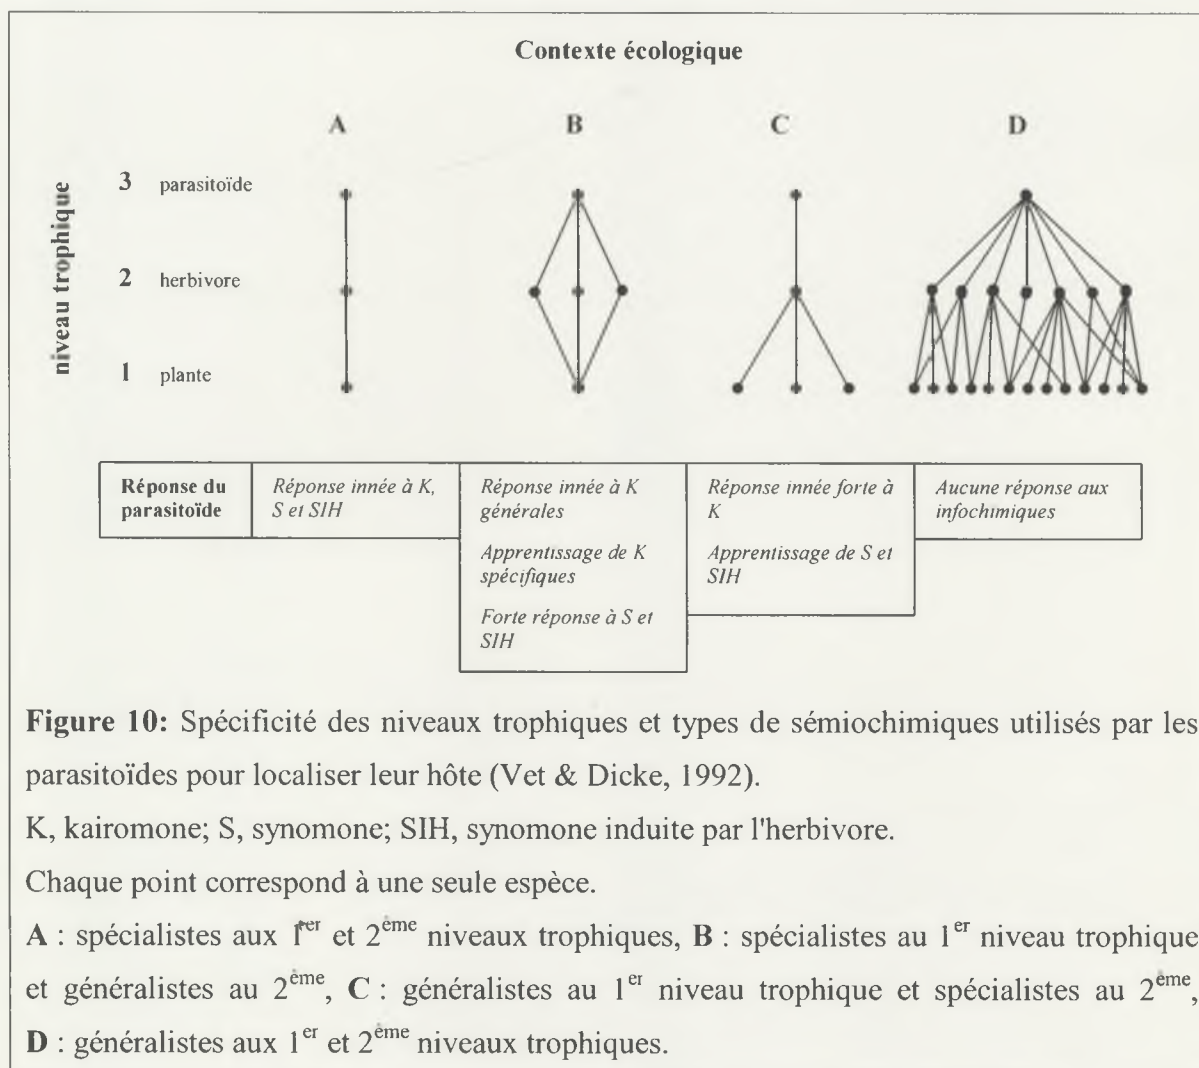 Contexte écologique
A B C D
niveau trophique
3 parasitoïde
2 herbivore
1 plante
Réponse du
parasitoïde
Réponse innée à K,
S et SIH
Réponse innée à K
générales
Apprentissage de K
spécifiques
Forte réponse à S et
SIH
Réponse innée forte à
K
Apprentissage de S et
SIH
Aucune réponse aux
infochimiques
Figure 10: Spécificité des niveaux trophiques et types de sémiochimiques utilisés par les
parasitoïdes pour localiser leur hôte (Vet & Dicke, 1992).
K, kairomone; S, synomone; SIH, synomone induite par l'herbivore.
Chaque point correspond à une seule espèce.
A : spécialistes aux 1er et 2ème niveaux trophiques, B : spécialistes au 1er niveau trophique
et généralistes au 2ème, C : généralistes au 1er niveau trophique et spécialistes au 2ème,
D : généralistes aux 1er et 2ème niveaux trophiques.